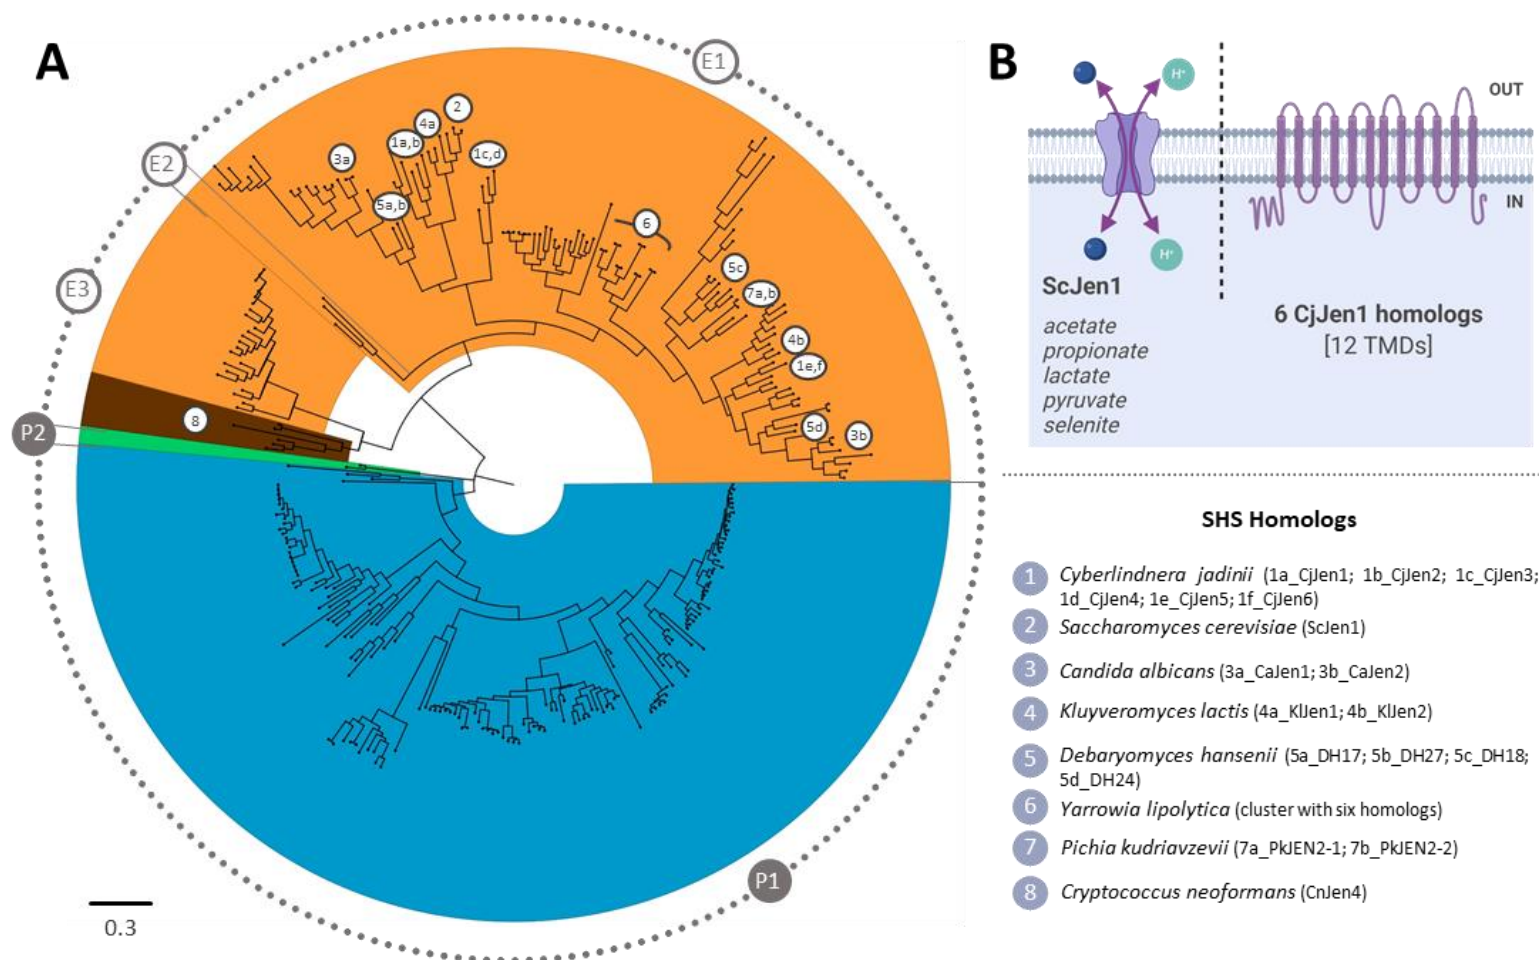 A
E1
E2
E3
P2
P1
2
4a
1a,b
3a
1c,d
5a,b
6
5c
7a,b
4b
1e,f
5d
3b
8
0.3
B
H⁺
H⁺
OUT
IN
ScJen1
acetate
propionate
lactate
pyruvate
selenite
6 CjJen1 homologs
[12 TMDs]
SHS Homologs
1 Cyberlindnera jadinii (1a_CjJen1; 1b_CjJen2; 1c_CjJen3;
1d_CjJen4; 1e_CjJen5; 1f_CjJen6)
2 Saccharomyces cerevisiae (ScJen1)
3 Candida albicans (3a_CaJen1; 3b_CaJen2)
4 Kluyveromyces lactis (4a_KlJen1; 4b_KlJen2)
5 Debaryomyces hansenii (5a_DH17; 5b_DH27; 5c_DH18;
5d_DH24)
6 Yarrowia lipolytica (cluster with six homologs)
7 Pichia kudriavzevii (7a_PkJEN2-1; 7b_PkJEN2-2)
8 Cryptococcus neoformans (CnJen4)